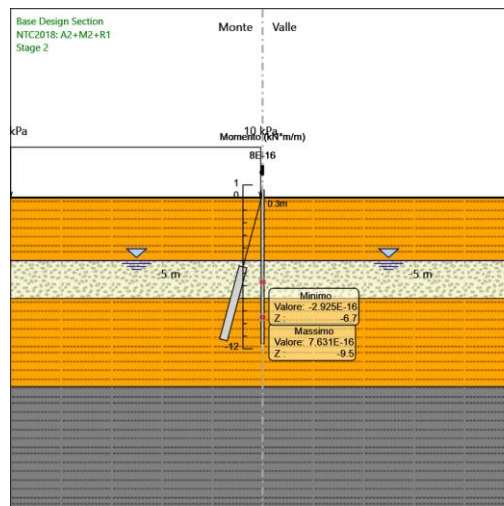 Base Design Section
NTC2018: A2+M2+R1
Stage 2
Monte Valle
kPa
10 kPa
Momento (kN*m/m)
8E-16
1
0
0.3m
-5 m
-5 m
Minimo
Valore: -2.925E-16
Z : -6.7
Massimo
Valore: 7.631E-16
Z : -9.5
-12